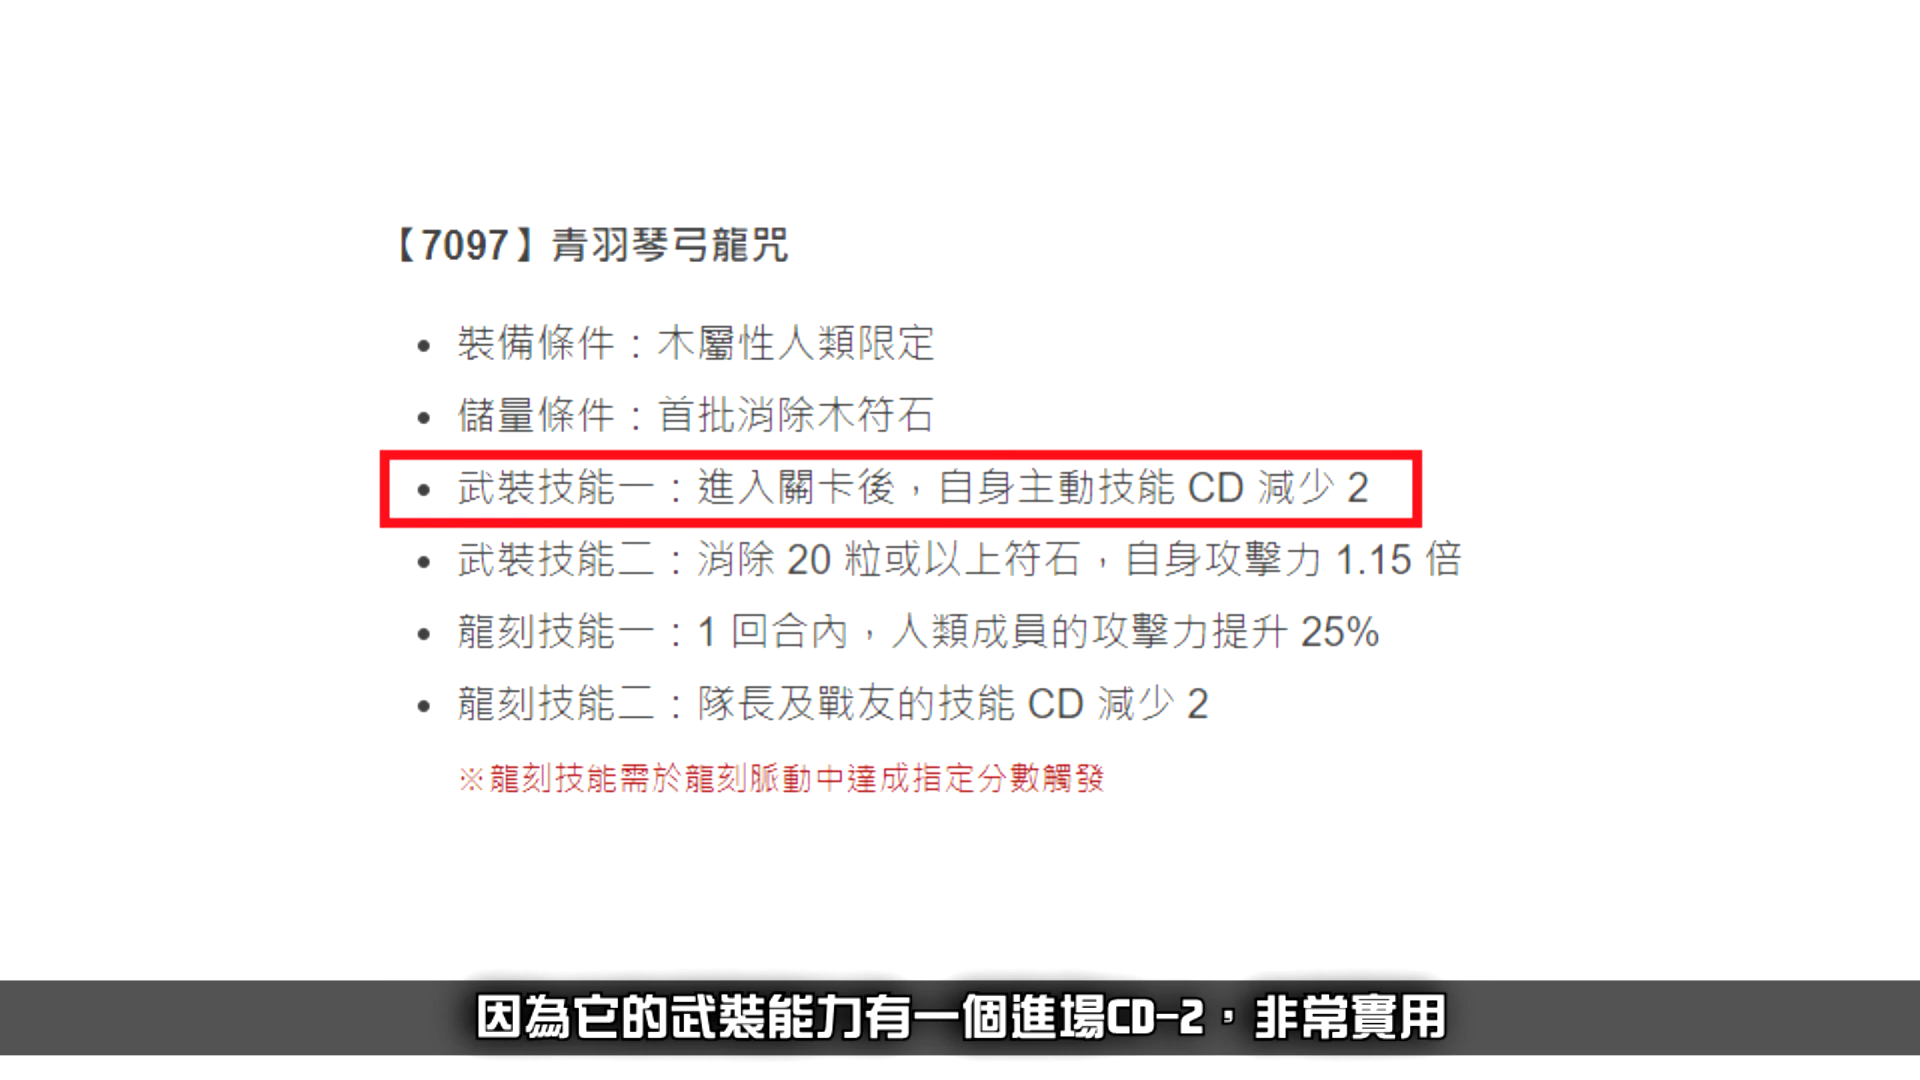 【7097】青羽琴弓龍咒
• 裝備條件：木屬性人類限定
• 儲量條件：首批消除木符石
• 武裝技能一：進入關卡後，自身主動技能 CD 減少 2
• 武裝技能二：消除 20 粒或以上符石，自身攻擊力 1.15 倍
• 龍刻技能一：1 回合內，人類成員的攻擊力提升 25%
• 龍刻技能二：隊長及戰友的技能 CD 減少 2
※龍刻技能需於龍刻脈動中達成指定分數觸發
因為它的武裝能力有一個進場CD-2，非常實用